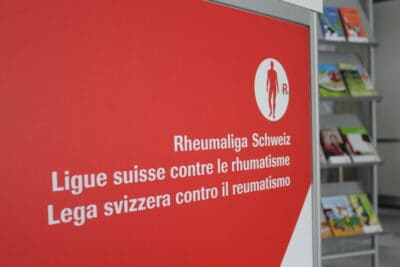 R.
Rheumaliga Schweiz
Ligue suisse contre le rhumatisme
Lega svizzera contro il reumatismo